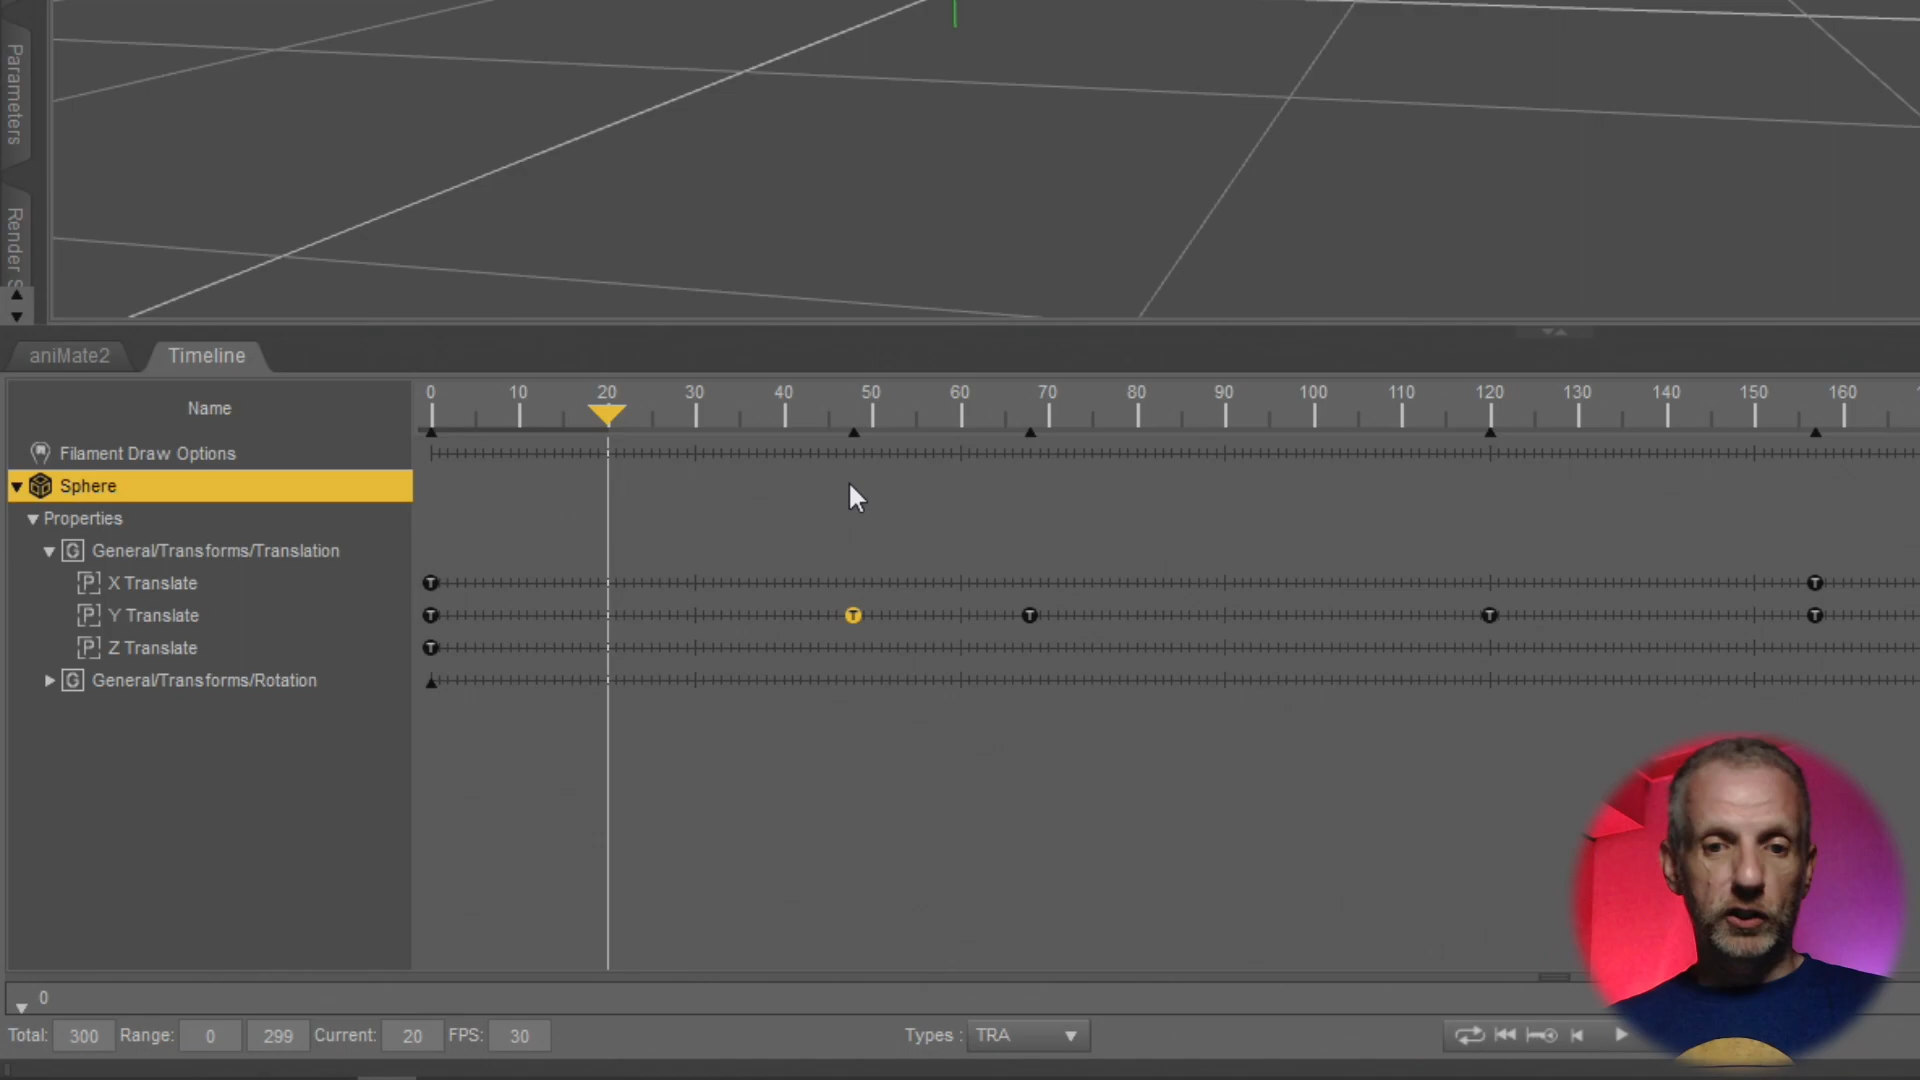 Parameters
Render S
aniMate2
Timeline
Name
0 10 20 30 40 50 60 70 80 90 100 110 120 130 140 150 160
Filament Draw Options
Sphere
Properties
G General/Transforms/Translation
P X Translate T T
P Y Translate T T T T T
P Z Translate T
G General/Transforms/Rotation
0
Total: 300 Range: 0 299 Current: 20 FPS: 30 Types : TRA